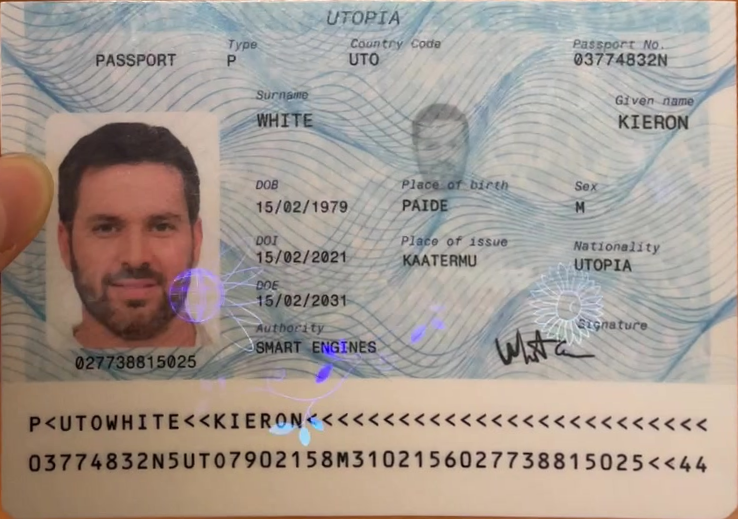 UTOPIA
Type Country Code Passport No.
PASSPORT P UTO 03774832N
Surname Given name
WHITE KIERON
DOB Place of birth Sex
15/02/1979 PAIDE M
DOI Place of issue Nationality
15/02/2021 KAATERMU UTOPIA
DOE
15/02/2031
Authority Signature
SMART ENGINES
027738815025
P<UTOWHITE<<KIERON<<<<<<<<<<<<<<<<<<<<<<<<<<
03774832N5UTO7902158M3102156027738815025<<44